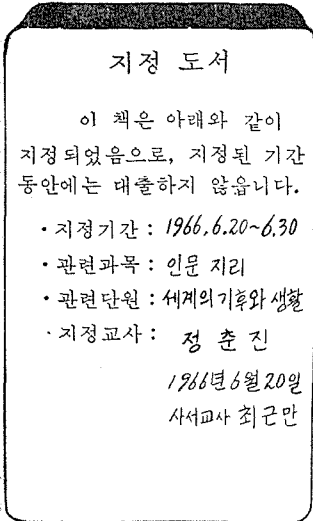 지정 도서
이 책은 아래와 같이
지정되었음으로, 지정된 기간
동안에는 대출하지 않읍니다.
・지정기간 : 1966.6.20~6.30
・관련과목 : 인문 지리
・관련단원 : 세계의 기후와 생활
・지정교사 : 정 춘 진
1966년 6월 20일
사서교사 최근만